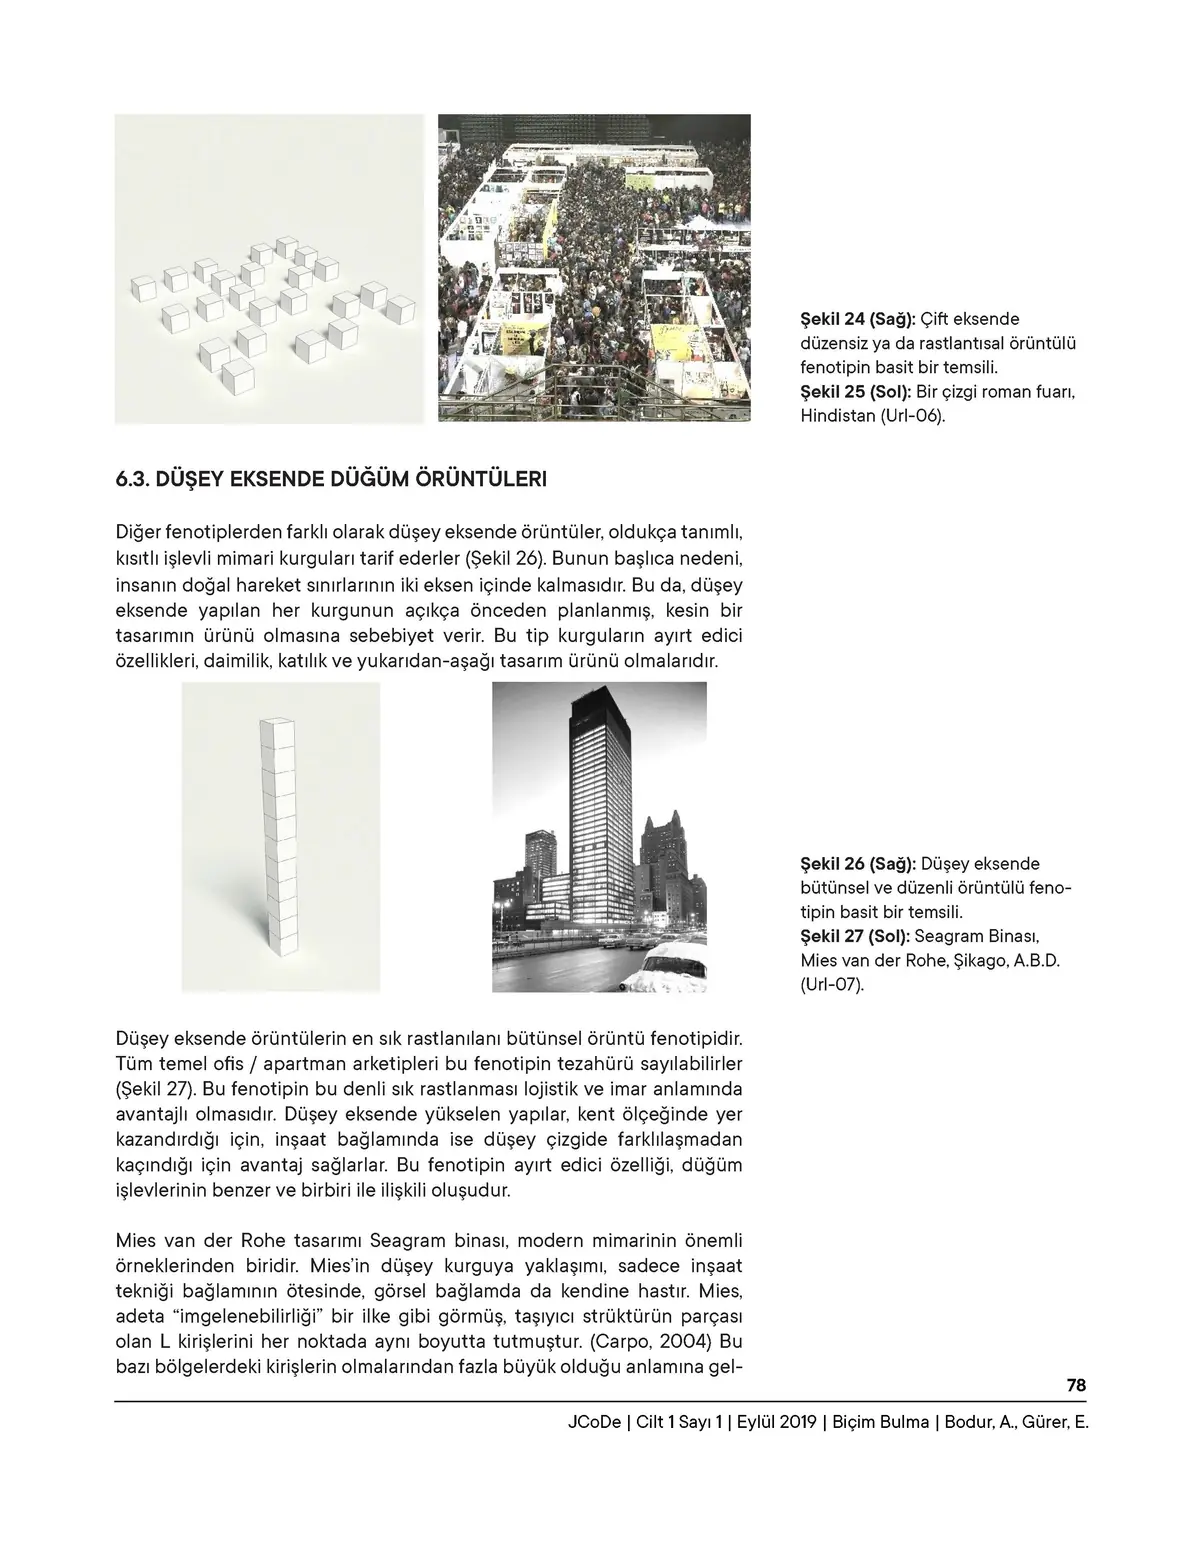 Şekil 24 (Sağ): Çift eksende
düzensiz ya da rastlantısal örüntülü
fenotipin basit bir temsili.
Şekil 25 (Sol): Bir çizgi roman fuarı,
Hindistan (Url-06).
6.3. DÜŞEY EKSENDE DÜĞÜM ÖRÜNTÜLERI
Diğer fenotiplerden farklı olarak düşey eksende örüntüler, oldukça tanımlı,
kısıtlı işlevli mimari kurguları tarif ederler (Şekil 26). Bunun başlıca nedeni,
insanın doğal hareket sınırlarının iki eksen içinde kalmasıdır. Bu da, düşey
eksende yapılan her kurgunun açıkça önceden planlanmış, kesin bir
tasarımın ürünü olmasına sebebiyet verir. Bu tip kurguların ayırt edici
özellikleri, daimilik, katılık ve yukarıdan-aşağı tasarım ürünü olmalarıdır.
Şekil 26 (Sağ): Düşey eksende
bütünsel ve düzenli örüntülü feno-
tipin basit bir temsili.
Şekil 27 (Sol): Seagram Binası,
Mies van der Rohe, Şikago, A.B.D.
(Url-07).
Düşey eksende örüntülerin en sık rastlanılanı bütünsel örüntü fenotipidir.
Tüm temel ofis / apartman arketipleri bu fenotipin tezahürü sayılabilirler
(Şekil 27). Bu fenotipin bu denli sık rastlanması lojistik ve imar anlamında
avantajlı olmasıdır. Düşey eksende yükselen yapılar, kent ölçeğinde yer
kazandırdığı için, inşaat bağlamında ise düşey çizgide farklılaşmadan
kaçındığı için avantaj sağlarlar. Bu fenotipin ayırt edici özelliği, düğüm
işlevlerinin benzer ve birbiri ile ilişkili oluşudur.
Mies van der Rohe tasarımı Seagram binası, modern mimarinin önemli
örneklerinden biridir. Mies’in düşey kurguya yaklaşımı, sadece inşaat
tekniği bağlamının ötesinde, görsel bağlamda da kendine hastır. Mies,
adeta “imgelenebilirliği” bir ilke gibi görmüş, taşıyıcı strüktürün parçası
olan L kirişlerini her noktada aynı boyutta tutmuştur. (Carpo, 2004) Bu
bazı bölgelerdeki kirişlerin olmalarından fazla büyük olduğu anlamına gel-
78
JCoDe | Cilt 1 Sayı 1 | Eylül 2019 | Biçim Bulma | Bodur, A., Gürer, E.